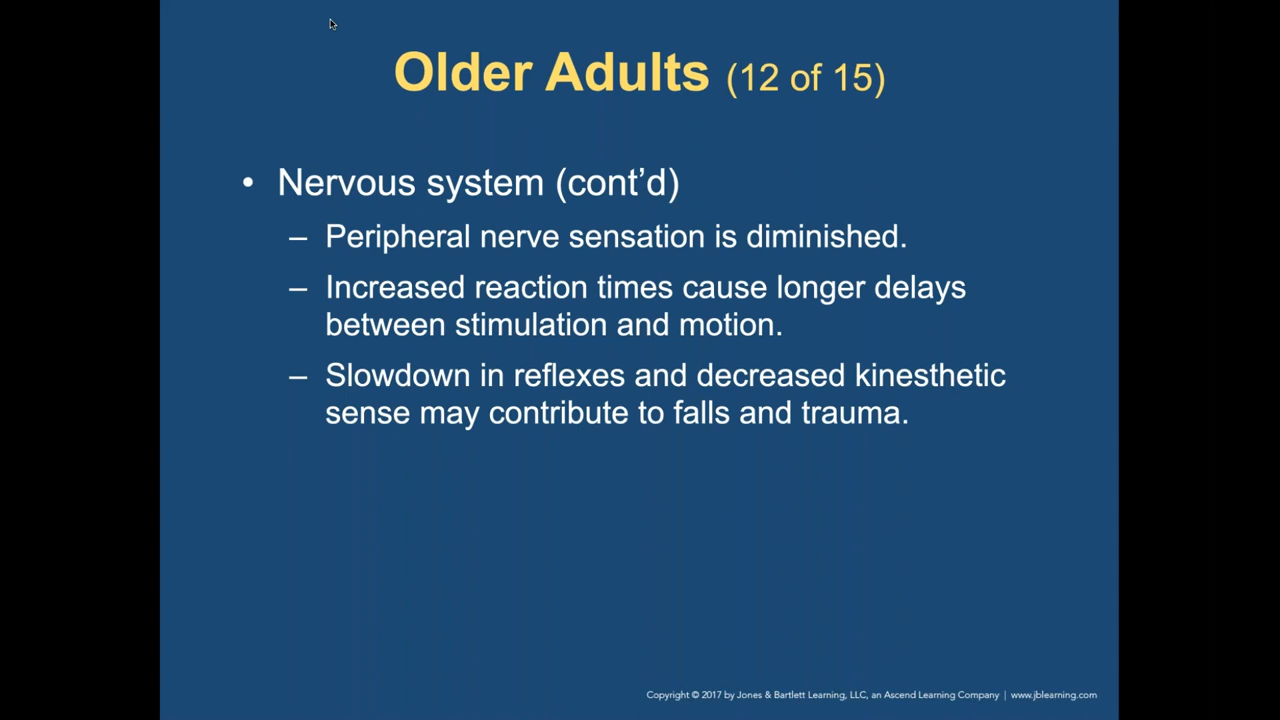 Older Adults (12 of 15)
• Nervous system (cont’d)
– Peripheral nerve sensation is diminished.
– Increased reaction times cause longer delays
between stimulation and motion.
– Slowdown in reflexes and decreased kinesthetic
sense may contribute to falls and trauma.
Copyright © 2017 by Jones & Bartlett Learning, LLC, an Ascend Learning Company | www.jblearning.com